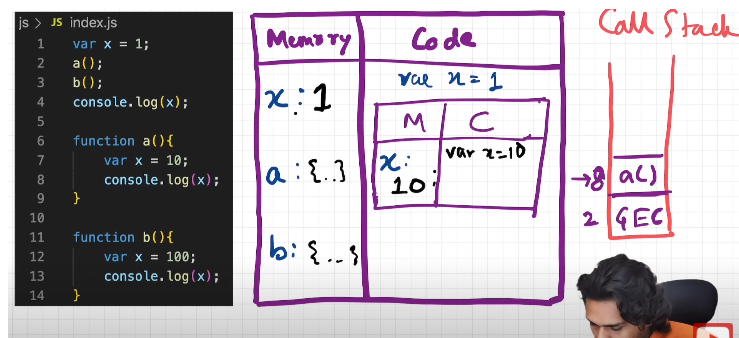 js > JS index.js
1 var x = 1;
2 a();
3 b();
4 console.log(x);
5
6 function a(){
7 var x = 10;
8 console.log(x);
9 }
10
11 function b(){
12 var x = 100;
13 console.log(x);
14 }
Memory
Code
x: 1
a: {..}
b: {...}
var x = 1
M
C
x:
10:
var x=10
Call Stack
→8 a()
2 GEC